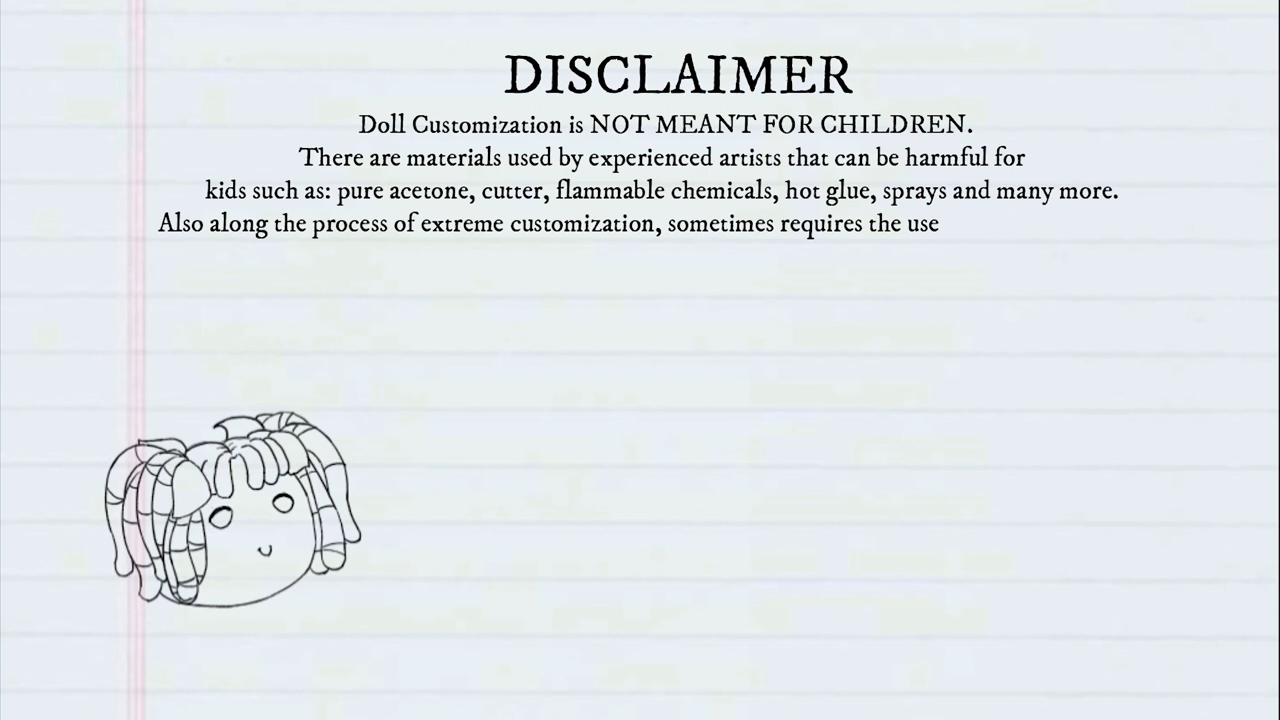 DISCLAIMER
Doll Customization is NOT MEANT FOR CHILDREN.
There are materials used by experienced artists that can be harmful for
kids such as: pure acetone, cutter, flammable chemicals, hot glue, sprays and many more.
Also along the process of extreme customization, sometimes requires the use